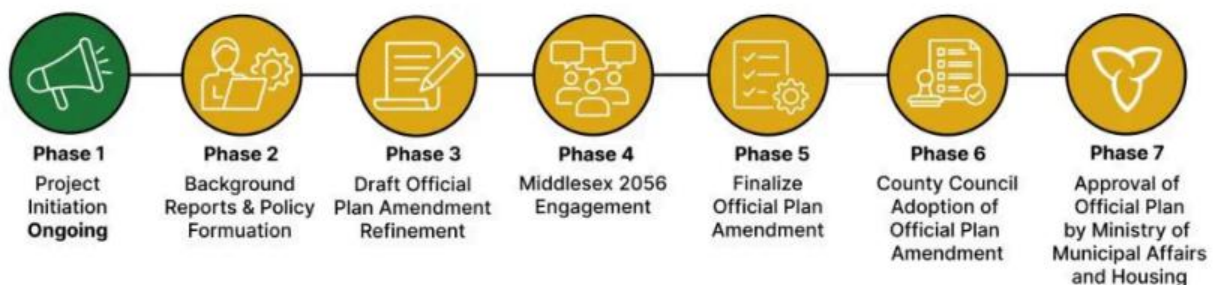 Phase 1
Project
Initiation
Ongoing
Phase 2
Background
Reports & Policy
Formuation
Phase 3
Draft Official
Plan Amendment
Refinement
Phase 4
Middlesex 2056
Engagement
Phase 5
Finalize
Official Plan
Amendment
Phase 6
County Council
Adoption of
Official Plan
Amendment
Phase 7
Approval of
Official Plan
by Ministry of
Municipal Affairs
and Housing